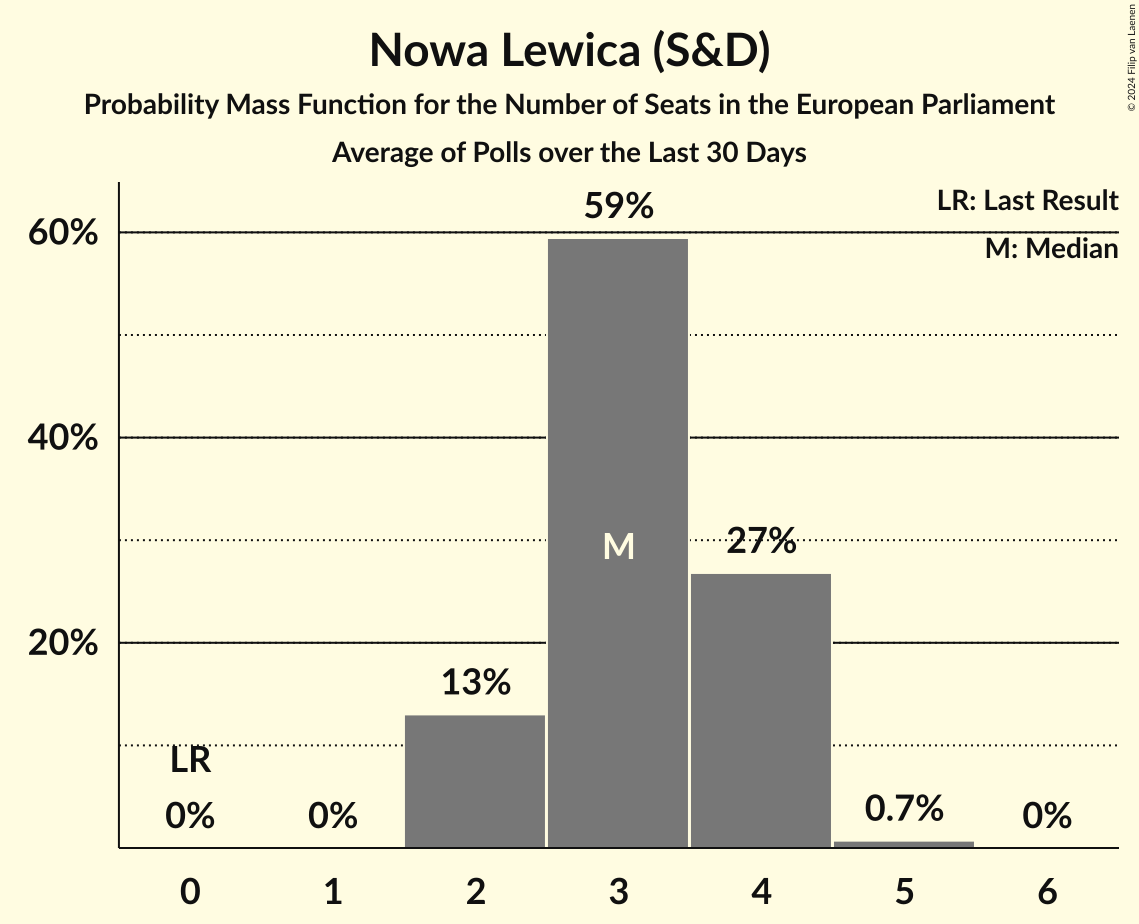 Nowa Lewica (S&D)
Probability Mass Function for the Number of Seats in the European Parliament
Average of Polls over the Last 30 Days
© 2024 Filip van Laenen
LR: Last Result
M: Median
60%
40%
20%
59%
M
27%
13%
LR
0%
0%
0.7%
0%
0 1 2 3 4 5 6